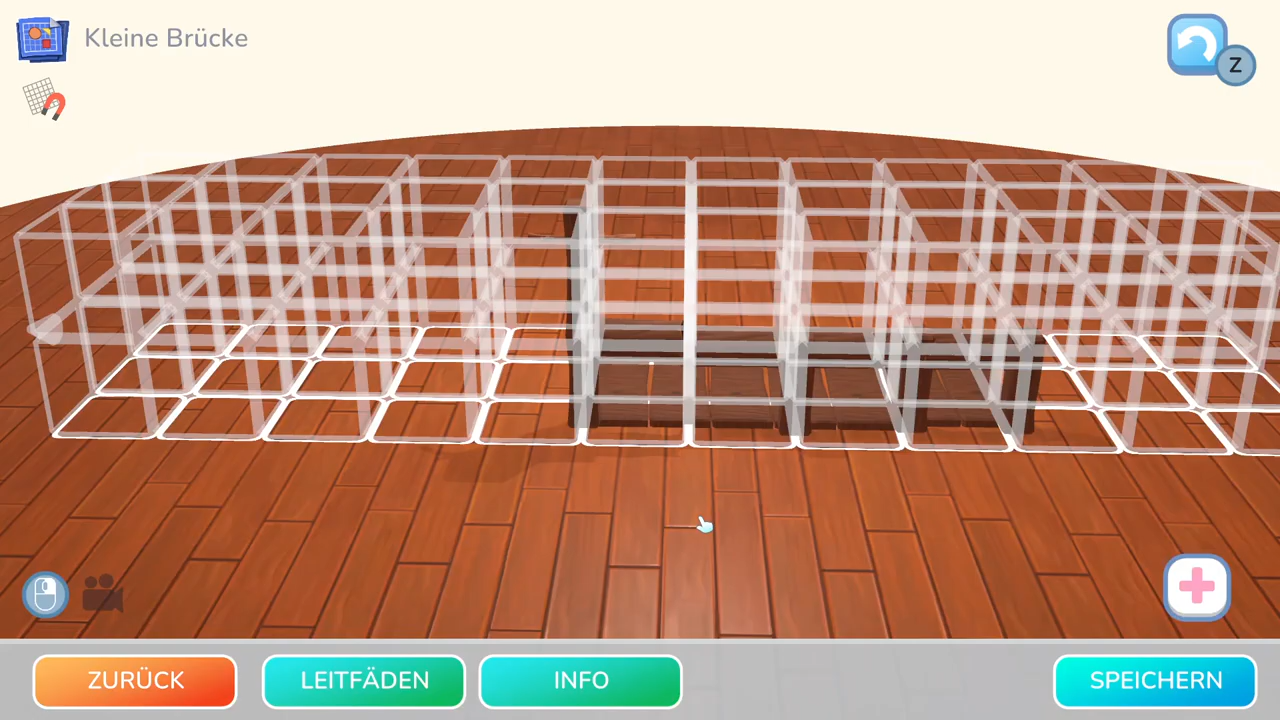 Kleine Brücke
Z
ZURÜCK
LEITFÄDEN
INFO
SPEICHERN